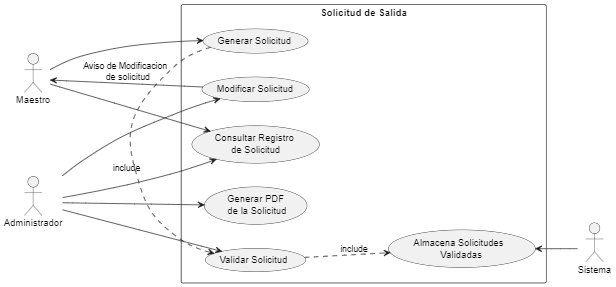 Solicitud de Salida
Generar Solicitud
Aviso de Modificacion
de solicitud
Modificar Solicitud
Maestro
Consultar Registro
de Solicitud
include
Generar PDF
de la Solicitud
Administrador
include
Almacena Solicitudes
Validadas
Validar Solicitud
Sistema